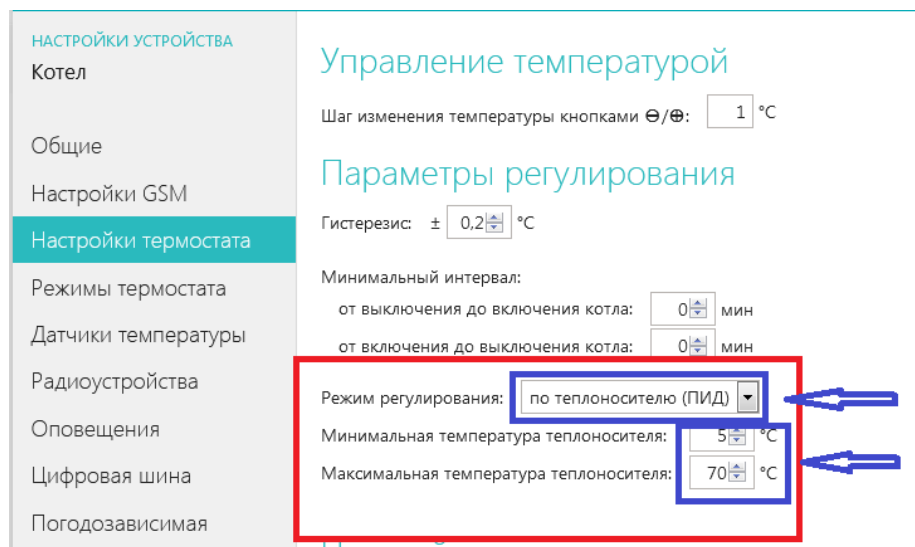 НАСТРОЙКИ УСТРОЙСТВА
Котел
Общие
Настройки GSM
Настройки термостата
Режимы термостата
Датчики температуры
Радиоустройства
Оповещения
Цифровая шина
Погодозависимая
Управление температурой
Шаг изменения температуры кнопками ⊖/⊕: 1 °C
Параметры регулирования
Гистерезис: ± 0,2 °C
Минимальный интервал:
от выключения до включения котла: 0 мин
от включения до выключения котла: 0 мин
Режим регулирования: по теплоносителю (ПИД)
Минимальная температура теплоносителя: 5 °C
Максимальная температура теплоносителя: 70 °C